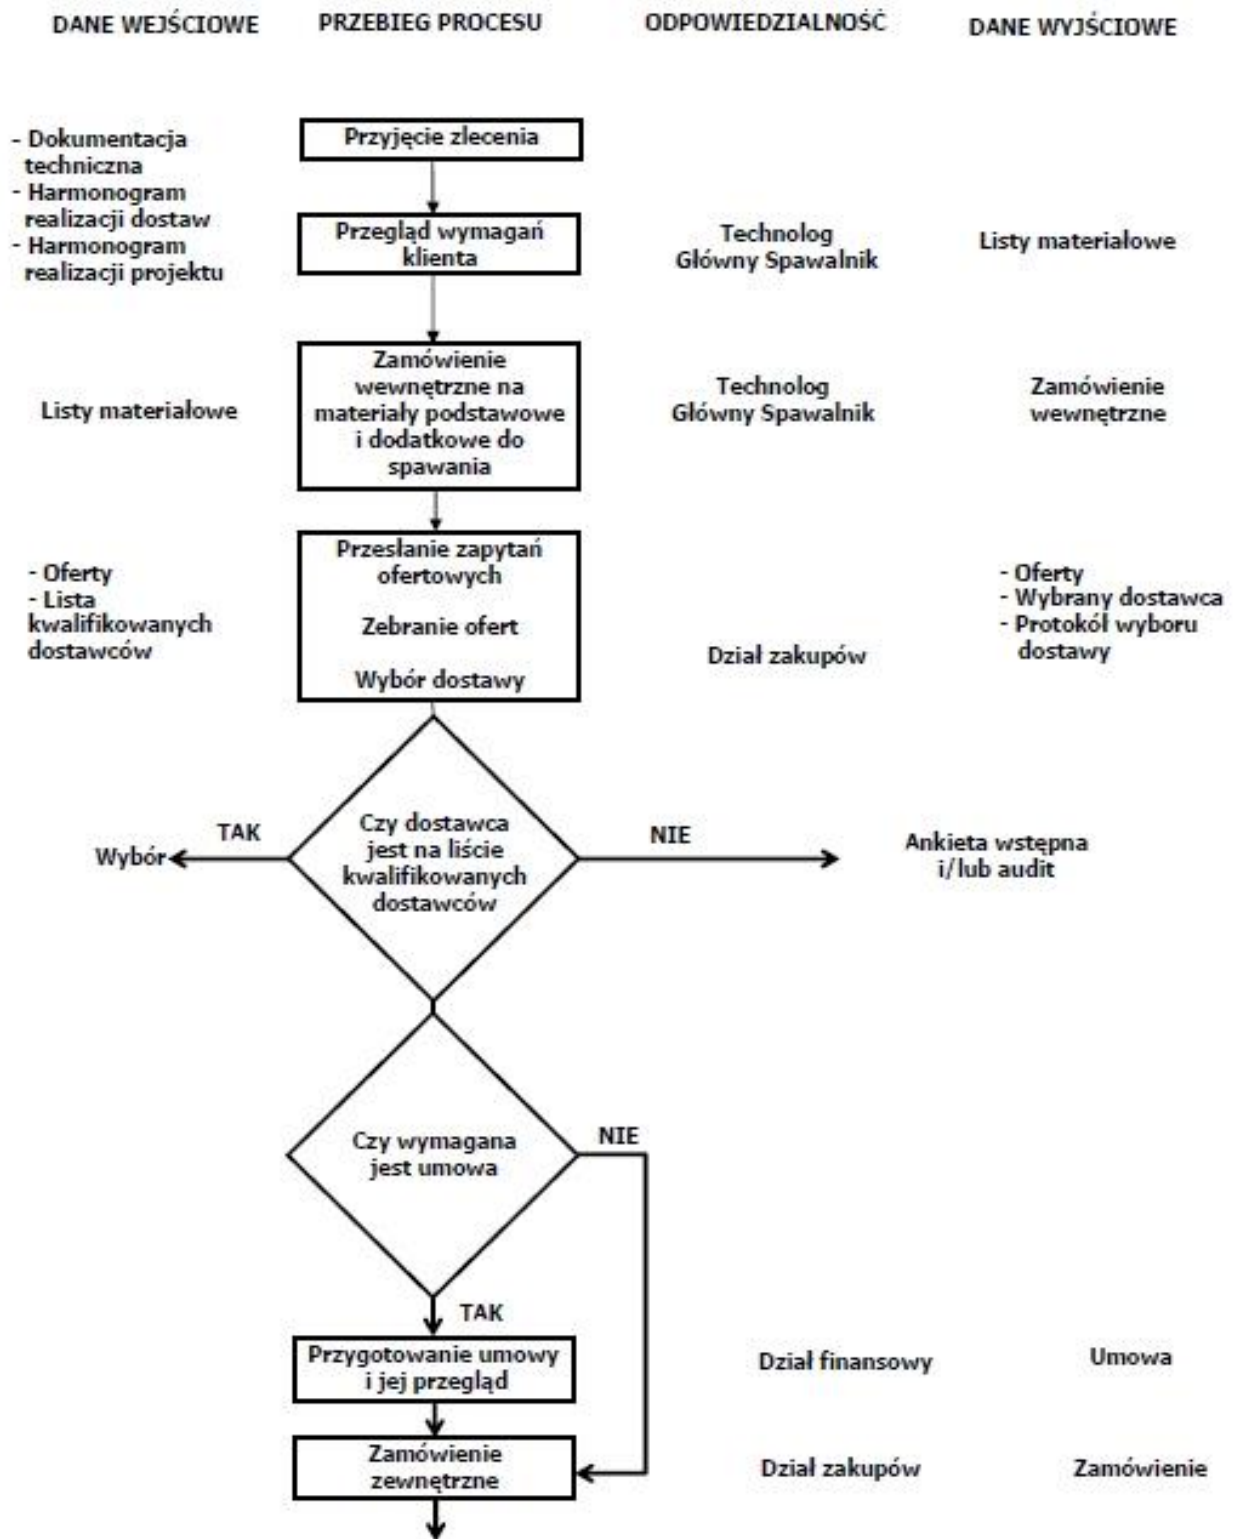 DANE WEJŚCIOWE
PRZEBIEG PROCESU
ODPOWIEDZIALNOŚĆ
DANE WYJŚCIOWE
- Dokumentacja
techniczna
- Harmonogram
realizacji dostaw
- Harmonogram
realizacji projektu
Przyjęcie zlecenia
Przegląd wymagań
klienta
Technolog
Główny Spawalnik
Listy materiałowe
Listy materiałowe
Zamówienie
wewnętrzne na
materiały podstawowe
i dodatkowe do
spawania
Technolog
Główny Spawalnik
Zamówienie
wewnętrzne
- Oferty
- Lista
kwalifikowanych
dostawców
Przesłanie zapytań
ofertowych
Zebranie ofert
Wybór dostawy
Dział zakupów
- Oferty
- Wybrany dostawca
- Protokół wyboru
dostawy
Wybór
TAK
Czy dostawca
jest na liście
kwalifikowanych
dostawców
NIE
Ankieta wstępna
i/lub audit
Czy wymagana
jest umowa
NIE
TAK
Przygotowanie umowy
i jej przegląd
Dział finansowy
Umowa
Zamówienie
zewnętrzne
Dział zakupów
Zamówienie